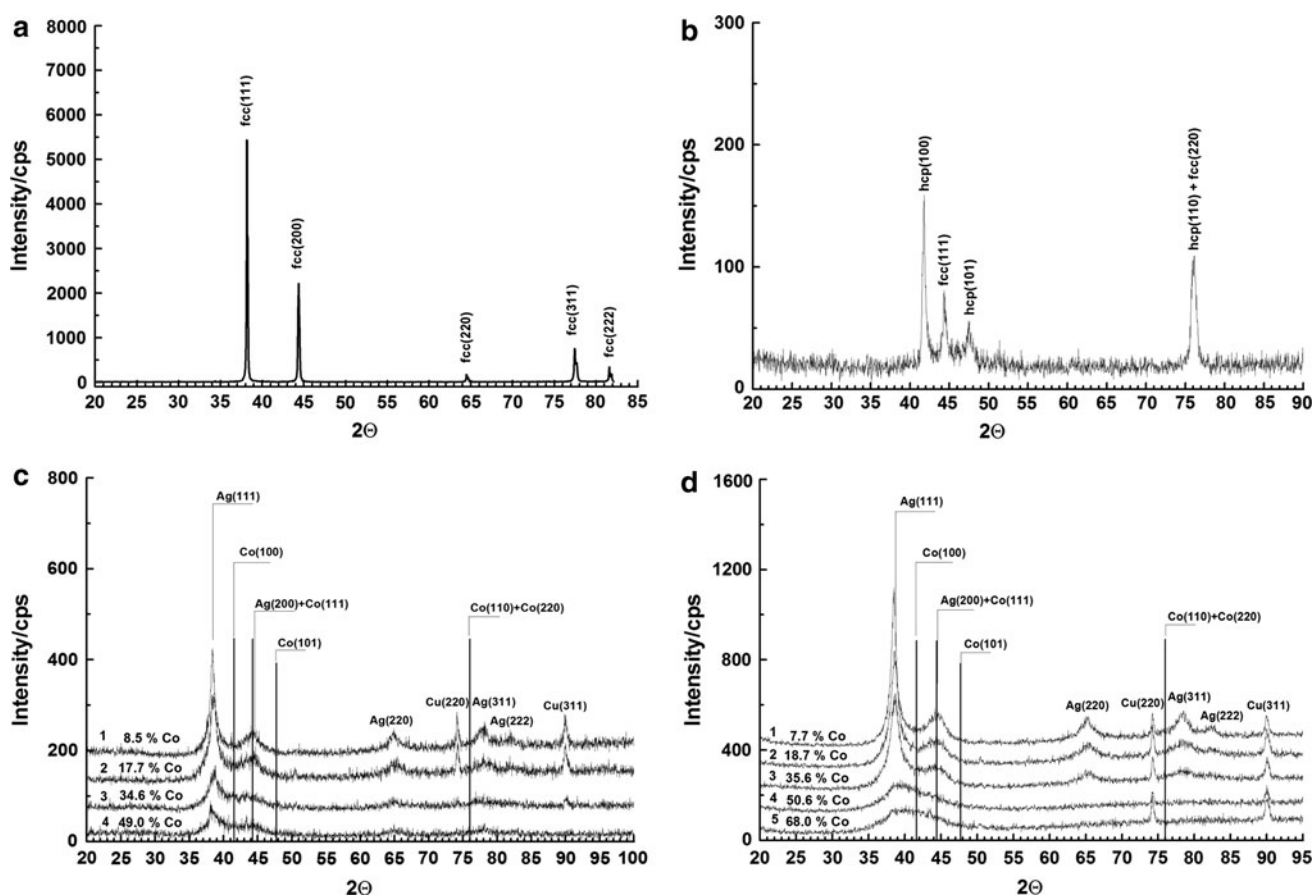 a
8000
7000
6000
5000
4000
3000
2000
1000
0
Intensity/cps
fcc(111)
fcc(200)
fcc(220)
fcc(311)
fcc(222)
20 25 30 35 40 45 50 55 60 65 70 75 80 85
2Θ
b
300
200
100
0
Intensity/cps
hcp(100)
fcc(111)
hcp(101)
hcp(110) + fcc(220)
20 25 30 35 40 45 50 55 60 65 70 75 80 85 90
2Θ
c
800
600
400
200
0
Intensity/cps
Ag(111)
Co(100)
Ag(200)+Co(111)
Co(101)
Co(110)+Co(220)
Ag(220)
Cu(220)
Ag(311)
Ag(222)
Cu(311)
1 8.5 % Co
2 17.7 % Co
3 34.6 % Co
4 49.0 % Co
20 25 30 35 40 45 50 55 60 65 70 75 80 85 90 95 100
2Θ
d
1600
1200
800
400
0
Intensity/cps
Ag(111)
Co(100)
Ag(200)+Co(111)
Co(101)
Co(110)+Co(220)
Ag(220)
Cu(220)
Ag(311)
Ag(222)
Cu(311)
1 7.7 % Co
2 18.7 % Co
3 35.6 % Co
4 50.6 % Co
5 68.0 % Co
20 25 30 35 40 45 50 55 60 65 70 75 80 85 90 95
2Θ